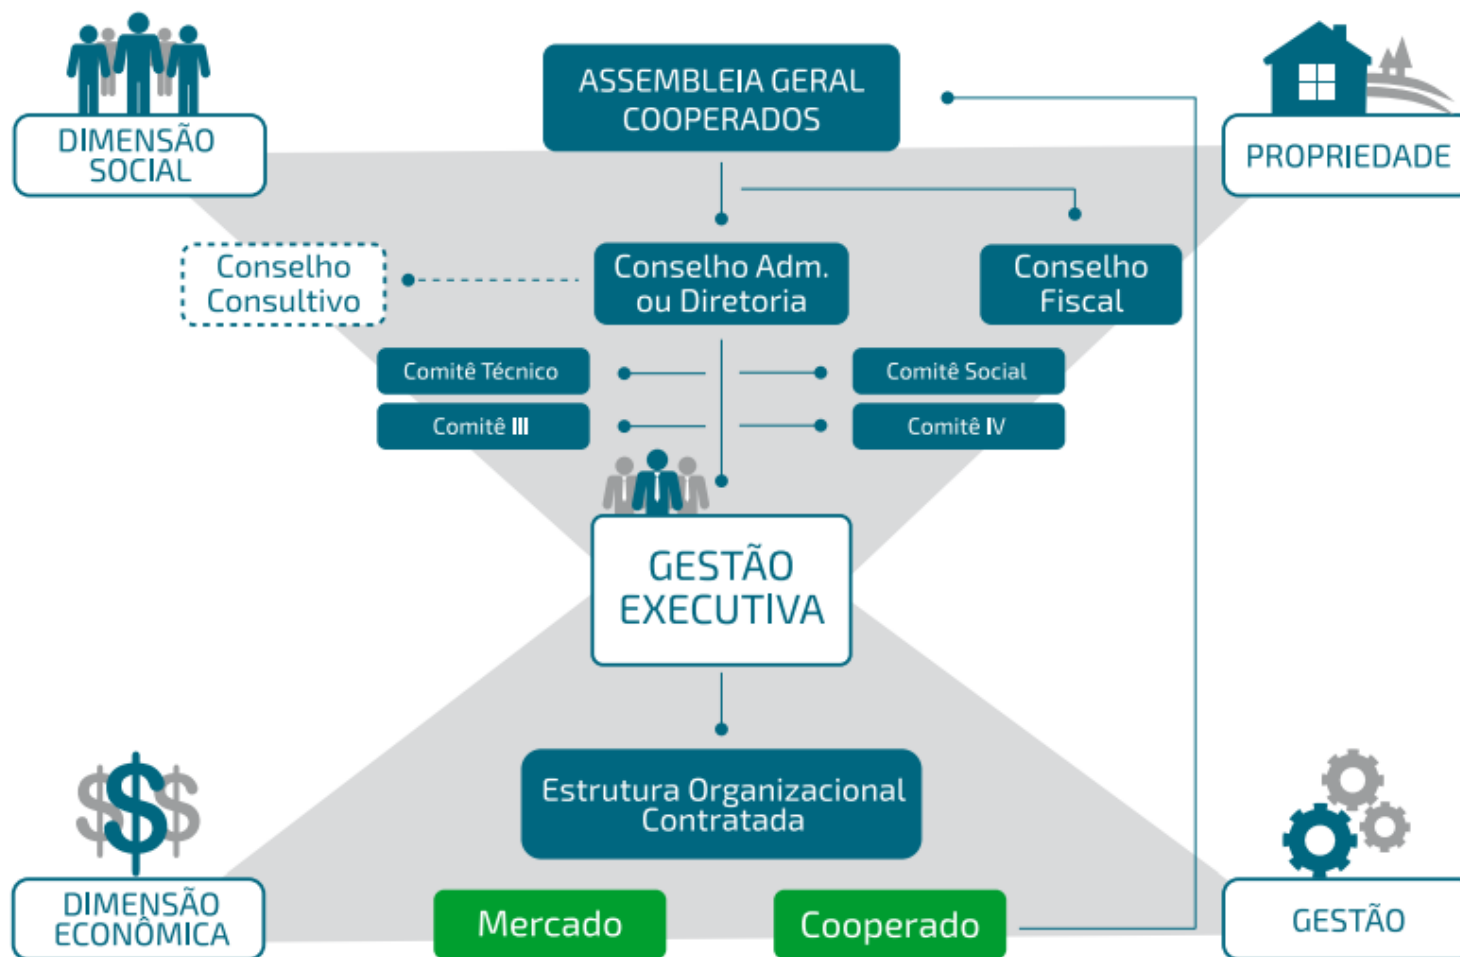 DIMENSÃO
SOCIAL
ASSEMBLEIA GERAL
COOPERADOS
PROPRIEDADE
Conselho
Consultivo
Conselho Adm.
ou Diretoria
Conselho
Fiscal
Comitê Técnico
Comitê Social
Comitê III
Comitê IV
GESTÃO
EXECUTIVA
Estrutura Organizacional
Contratada
DIMENSÃO
ECONÔMICA
Mercado
Cooperado
GESTÃO